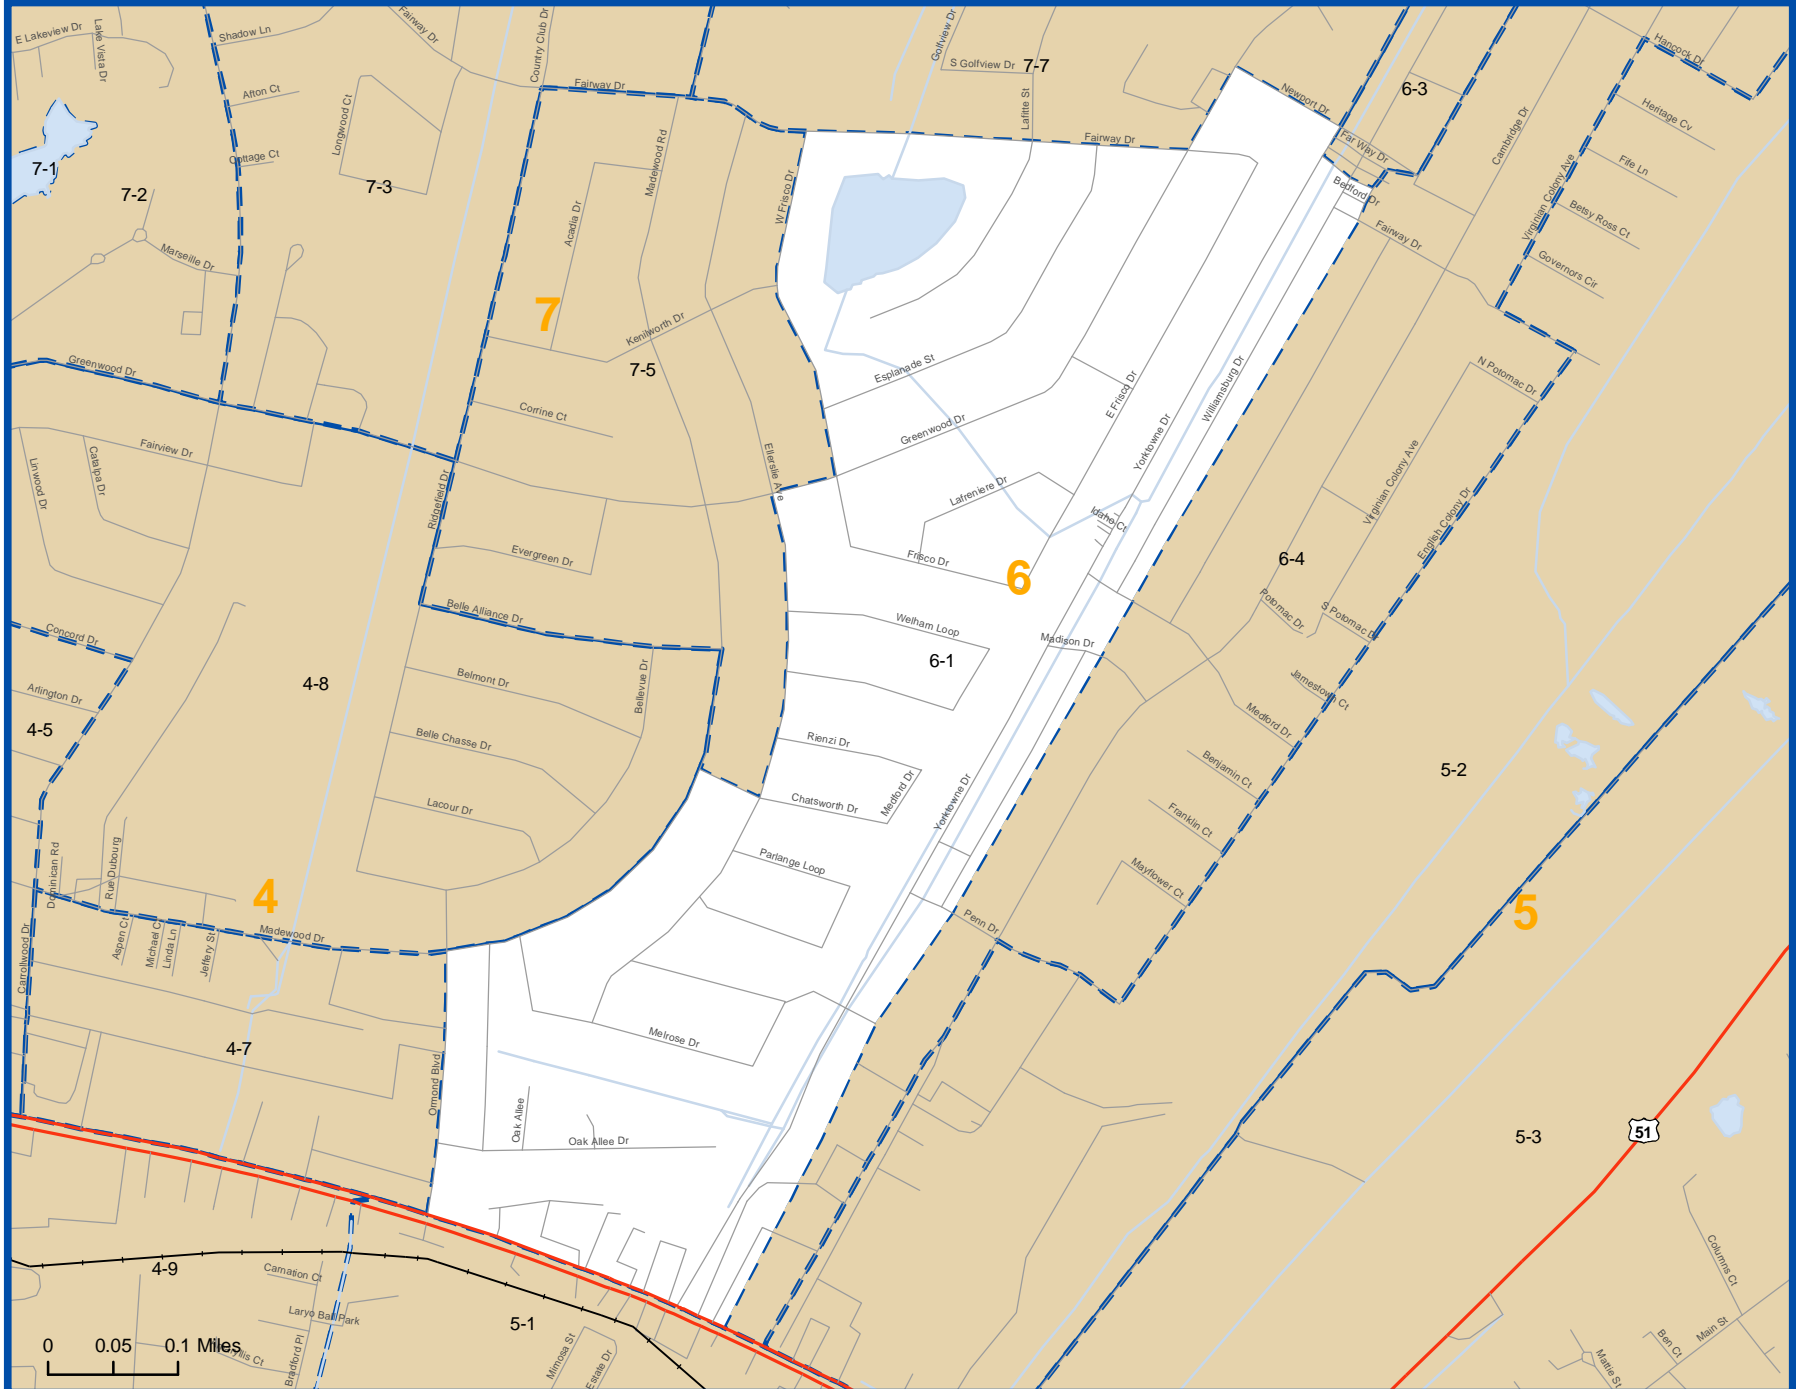 E Lakeview Dr
Lake Vista Dr
Shadow Ln
Fairway Dr
Country Club Dr
Golfview Dr
S Golfview Dr
7-7
Lafitte St
Newport Dr
6-3
Hancock Dr
Afton Ct
Longwood Ct
Fairway Dr
Madewood Rd
Fairway Dr
Far Way Dr
Cambridge Dr
Heritage Cv
7-1
7-2
Cottage Ct
7-3
Acadia Dr
W Frisco Dr
Bedford Dr
Fairway Dr
Virginian Colony Ave
Fife Ln
Betsy Ross Ct
Governors Cir
Marseille Dr
7
Kenilworth Dr
7-5
Greenwood Dr
Esplanade St
E Frisco Dr
Williamsburg Dr
N Potomac Dr
Corrine Ct
Greenwood Dr
Yorktowne Dr
Fairview Dr
Linwood Dr
Catalpa Dr
Ridgefield Dr
Ellerslie Ave
Lafreniere Dr
Idaho Ct
Virginian Colony Ave
English Colony Dr
Evergreen Dr
Frisco Dr
6
6-4
Belle Alliance Dr
Welham Loop
6-1
Madison Dr
Potomac Dr
S Potomac Dr
Concord Dr
4-8
Arlington Dr
4-5
Belmont Dr
Bellevue Dr
Jamestown Ct
Belle Chasse Dr
Rienzi Dr
Medford Dr
Medford Dr
Benjamin Ct
5-2
Lacour Dr
Chatsworth Dr
Yorktowne Dr
Franklin Ct
Dominican Rd
Rue Dubourg
Parlange Loop
Mayflower Ct
4
5
Carrollwood Dr
Aspen Ct
Michael Ct
Linda Ln
Jeffery St
Madewood Dr
Penn Dr
4-7
Melrose Dr
Ormond Blvd
Oak Allee
Oak Allee Dr
5-3
51
4-9
Carnation Ct
Laryo Ball Park
Bradford Pl
5-1
Mimosa St
Estate Dr
Columns Ct
Main St
Ben Ct
Mattie St
0 0.05 0.1 Miles